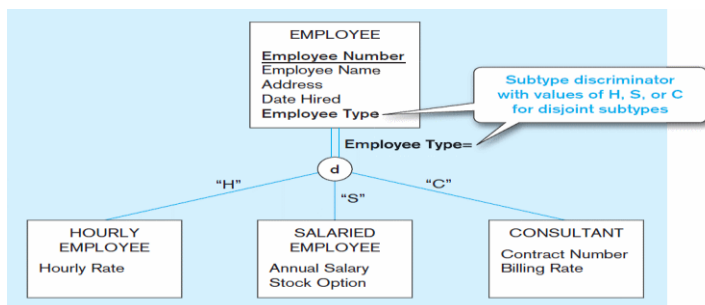 EMPLOYEE
Employee Number
Employee Name
Address
Date Hired
Employee Type
Subtype discriminator
with values of H, S, or C
for disjoint subtypes
Employee Type=
d
“H”
“S”
“C”
HOURLY
EMPLOYEE
Hourly Rate
SALARIED
EMPLOYEE
Annual Salary
Stock Option
CONSULTANT
Contract Number
Billing Rate